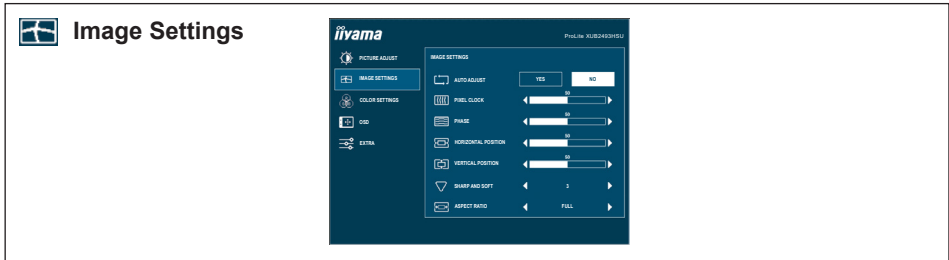 Image Settings
iiyama
ProLite XUB2493HSU
PICTURE ADJUST
IMAGE SETTINGS
COLOR SETTINGS
OSD
EXTRA
IMAGE SETTINGS
AUTO ADJUST YES NO
PIXEL CLOCK 50
PHASE 50
HORIZONTAL POSITION 50
VERTICAL POSITION 50
SHARP AND SOFT 3
ASPECT RATIO FULL